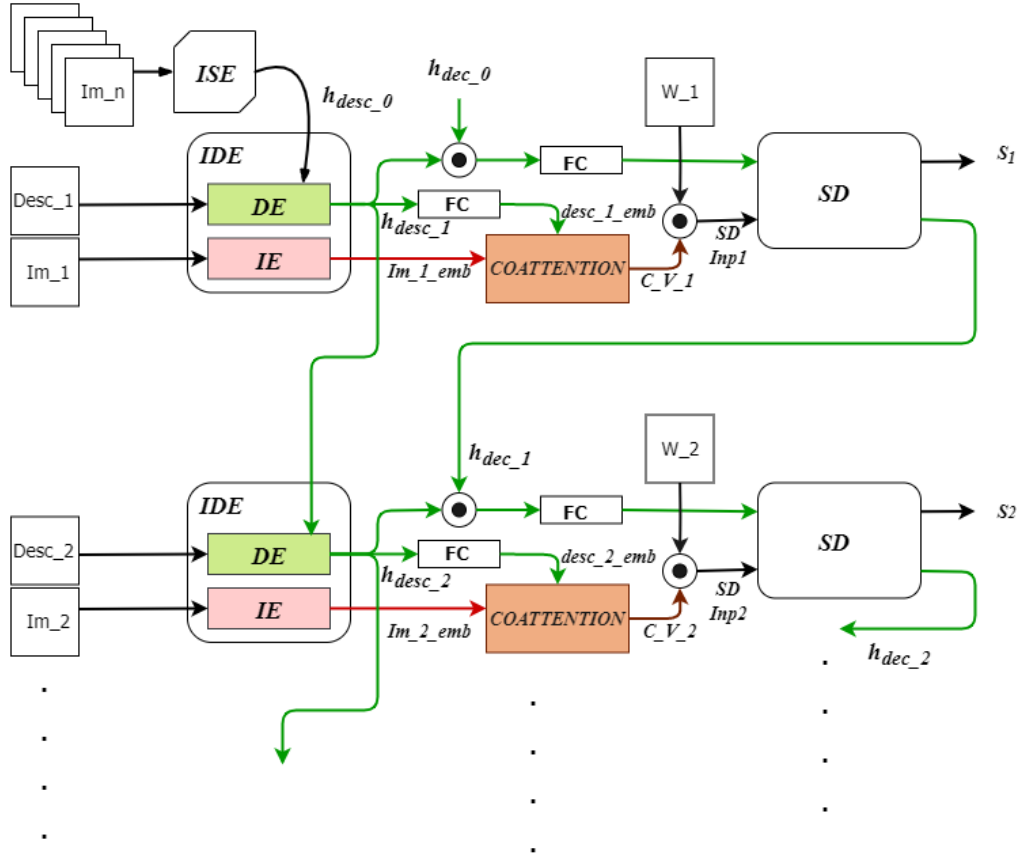 Im_n
ISE
h_desc_0
h_dec_0
W_1
IDE
Desc_1
DE
FC
FC
SD
S1
h_desc_1
desc_1_emb
Im_1
IE
Im_1_emb
COATTENTION
C_V_1
SD
Inp1
h_dec_1
W_2
IDE
Desc_2
DE
FC
FC
SD
S2
h_desc_2
desc_2_emb
Im_2
IE
Im_2_emb
COATTENTION
C_V_2
SD
Inp2
h_dec_2